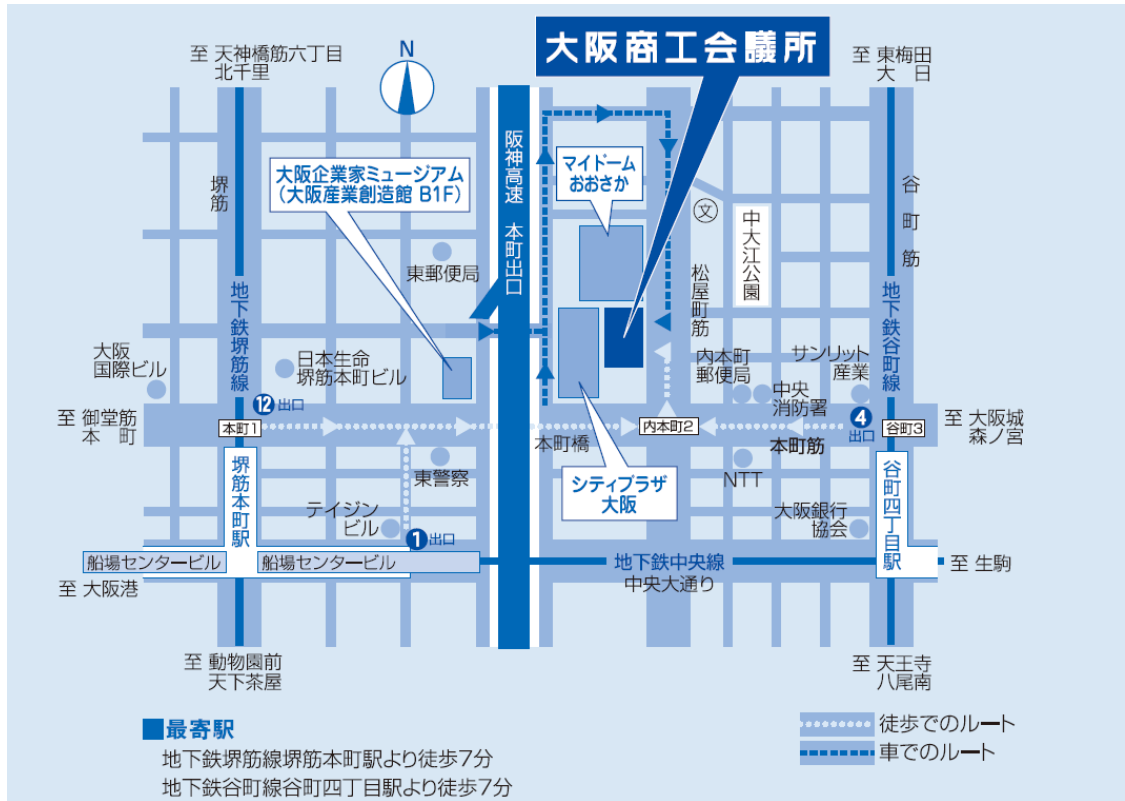 大阪商工会議所
至 天神橋筋六丁目
北千里
N
至 東梅田
大 日
阪神高速 本町出口
マイドーム
おおさか
大阪企業家ミュージアム
(大阪産業創造館 B1F)
堺筋
谷町筋
文
中大江公園
東郵便局
松屋町筋
地下鉄堺筋線
地下鉄谷町線
大阪
国際ビル
日本生命
堺筋本町ビル
内本町
郵便局
サンリット
産業
中央
消防署
12 出口
4
出口
至 御堂筋
本 町
本町1
本町橋
内本町2
本町筋
谷町3
至 大阪城
森ノ宮
東警察
シティプラザ
大阪
NTT
堺筋本町駅
谷町四丁目駅
テイジン
ビル
大阪銀行
協会
1 出口
船場センタービル
船場センタービル
地下鉄中央線
中央大通り
至 生駒
至 大阪港
至 動物園前
天下茶屋
至 天王寺
八尾南
■最寄駅
地下鉄堺筋線堺筋本町駅より徒歩7分
地下鉄谷町線谷町四丁目駅より徒歩7分
徒歩でのルート
車でのルート